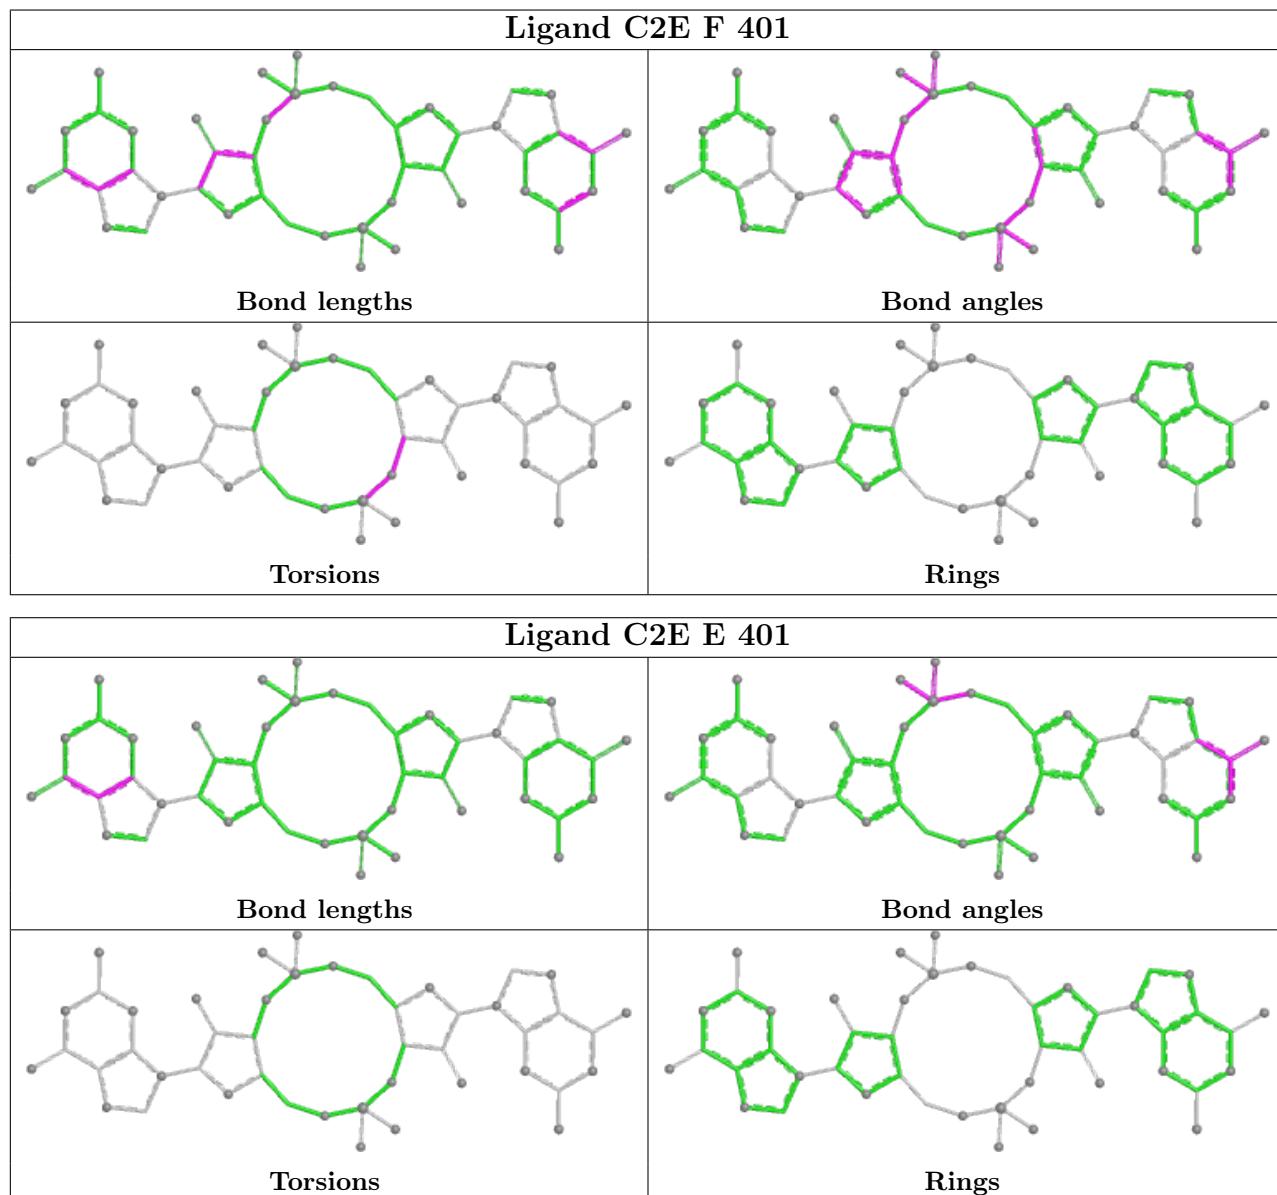 Ligand C2E F 401
Bond lengths
Bond angles
Torsions
Rings
Ligand C2E E 401
Bond lengths
Bond angles
Torsions
Rings